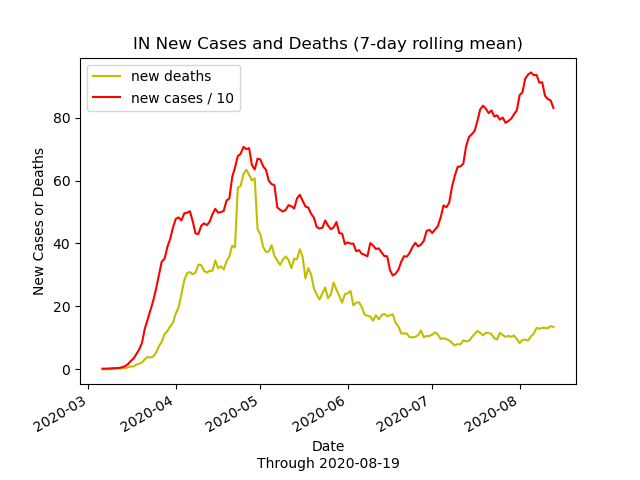 IN New Cases and Deaths (7-day rolling mean)
new deaths
new cases / 10
New Cases or Deaths
80
60
40
20
0
2020-03
2020-04
2020-05
2020-06
2020-07
2020-08
Date
Through 2020-08-19